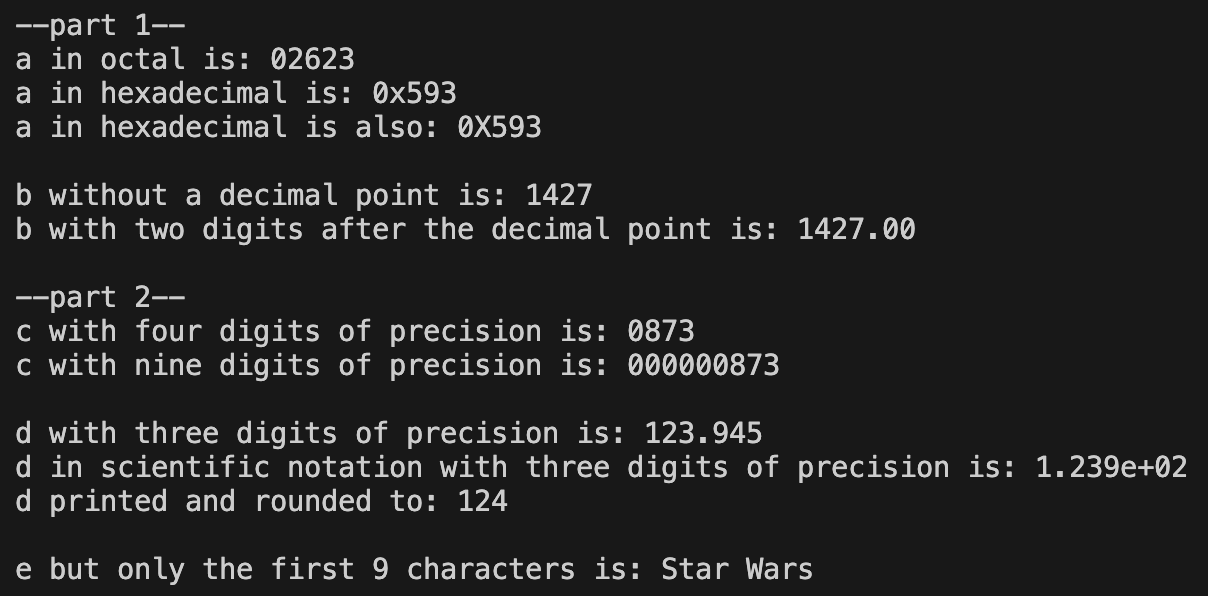 --part 1--
a in octal is: 02623
a in hexadecimal is: 0x593
a in hexadecimal is also: 0X593
b without a decimal point is: 1427
b with two digits after the decimal point is: 1427.00
--part 2--
c with four digits of precision is: 0873
c with nine digits of precision is: 000000873
d with three digits of precision is: 123.945
d in scientific notation with three digits of precision is: 1.239e+02
d printed and rounded to: 124
e but only the first 9 characters is: Star Wars